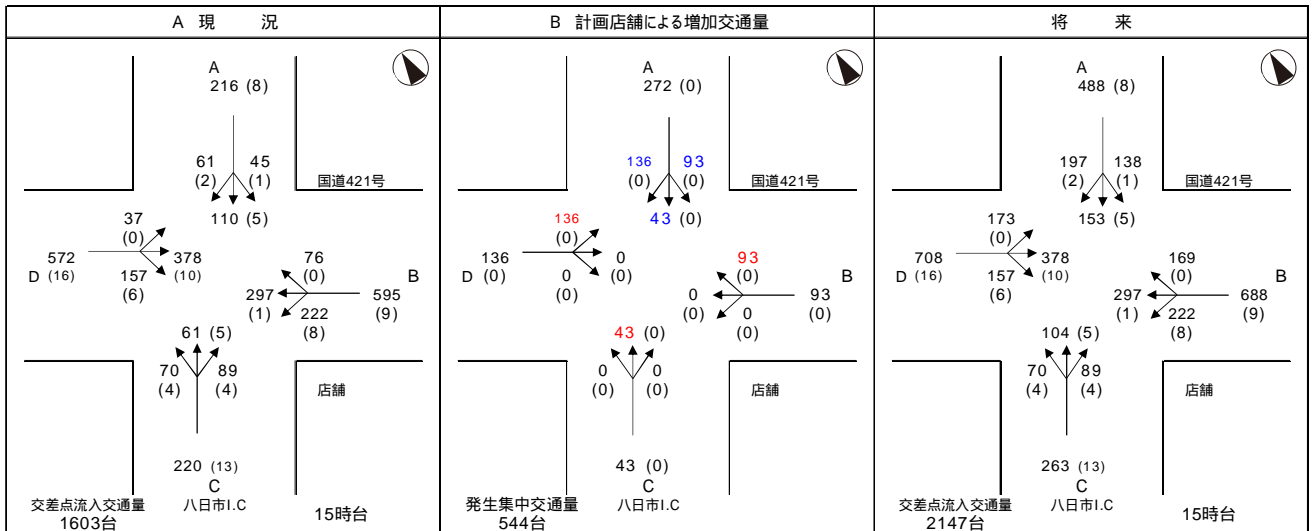 A 現 況
A
216 (8)
61 45
(2) (1)
国道421号
110 (5)
37
(0)
572 378
D (16) 157 (10)
(6)
76
(0)
B
297 595
(1) 222 (9)
(8)
61 (5)
70 89
(4) (4)
店舗
220 (13)
C
交差点流入交通量 八日市I.C
1603台 15時台
B 計画店舗による増加交通量
A
272 (0)
136 93
(0) (0)
国道421号
43 (0)
136
(0)
136 0
D (0) 0 (0)
(0)
93
(0)
B
0 93
(0) 0 (0)
(0)
43 (0)
0 0
(0) (0)
店舗
43 (0)
C
発生集中交通量 八日市I.C
544台
将 来
A
488 (8)
197 138
(2) (1)
国道421号
153 (5)
173
(0)
708 378
D (16) 157 (10)
(6)
169
(0)
B
297 688
(1) 222 (9)
(8)
104 (5)
70 89
(4) (4)
店舗
263 (13)
C
交差点流入交通量 八日市I.C
2147台 15時台